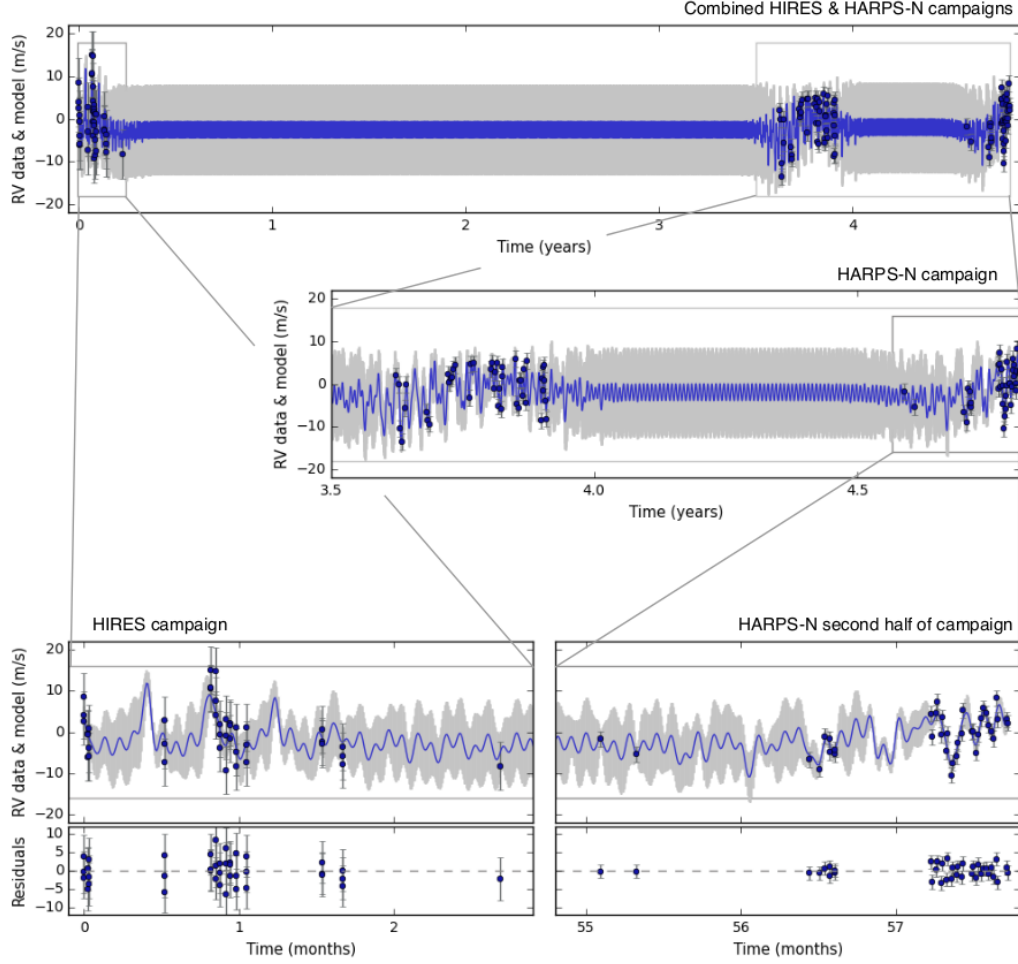 Combined HIRES & HARPS-N campaigns
RV data & model (m/s)
20
10
0
−10
−20
0
1
2
3
4
Time (years)
HARPS-N campaign
RV data & model (m/s)
20
10
0
−10
−20
3.5
4.0
4.5
Time (years)
HIRES campaign
HARPS-N second half of campaign
RV data & model (m/s)
20
10
0
−10
−20
Residuals
10
5
0
−5
−10
0
1
2
Time (months)
55
56
57
Time (months)